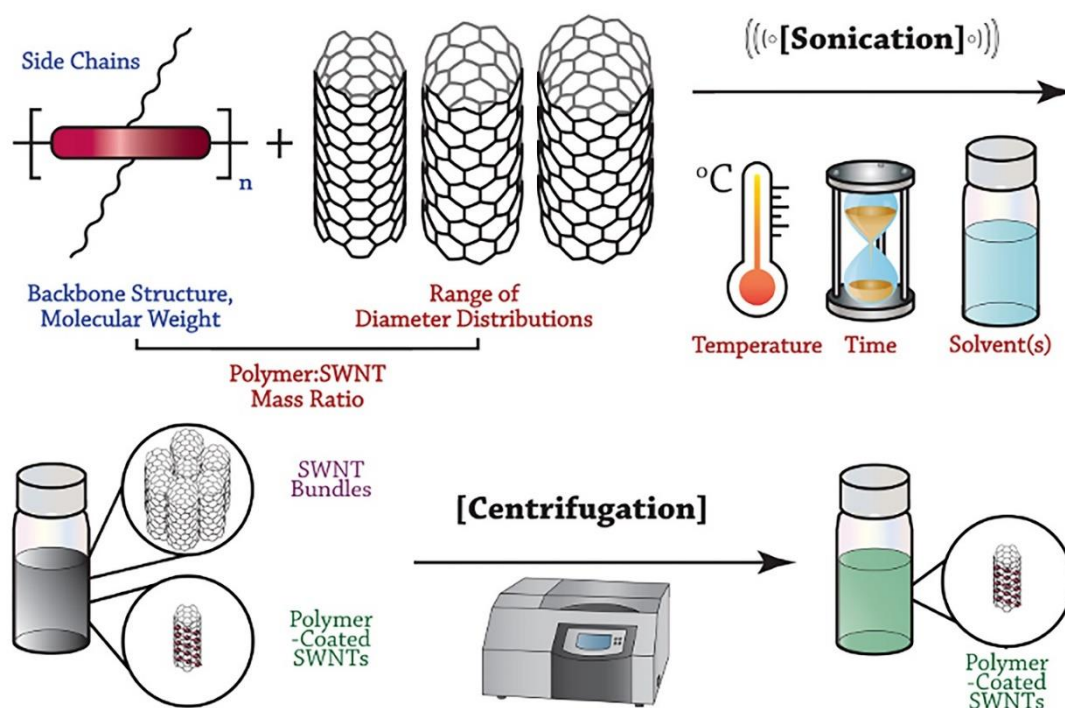 Side Chains
n
+
(((∘[Sonication]∘)))
°C
Backbone Structure,
Molecular Weight
Range of
Diameter Distributions
Temperature
Time
Solvent(s)
Polymer:SWNT
Mass Ratio
SWNT
Bundles
[Centrifugation]
Polymer
-Coated
SWNTs
Polymer
-Coated
SWNTs